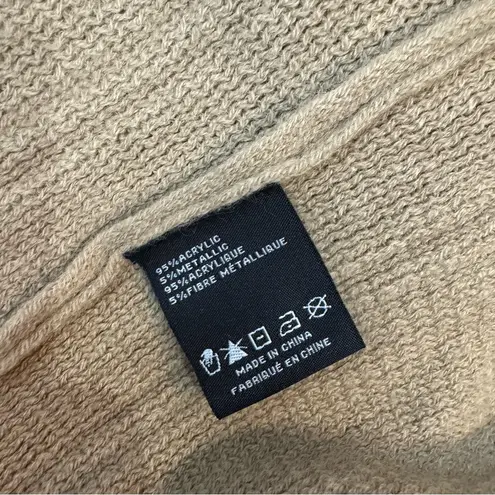 95%ACRYLIC
5%METALLIC
95%ACRYLIQUE
5%FIBRE MÉTALLIQUE
MADE IN CHINA
FABRIQUÉ EN CHINE